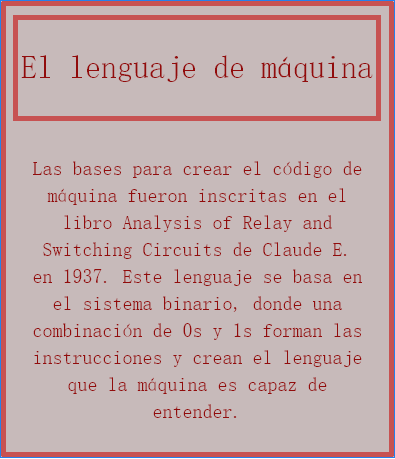 El lenguaje de máquina
Las bases para crear el código de
máquina fueron inscritas en el
libro Analysis of Relay and
Switching Circuits de Claude E.
en 1937. Este lenguaje se basa en
el sistema binario, donde una
combinación de 0s y 1s forman las
instrucciones y crean el lenguaje
que la máquina es capaz de
entender.